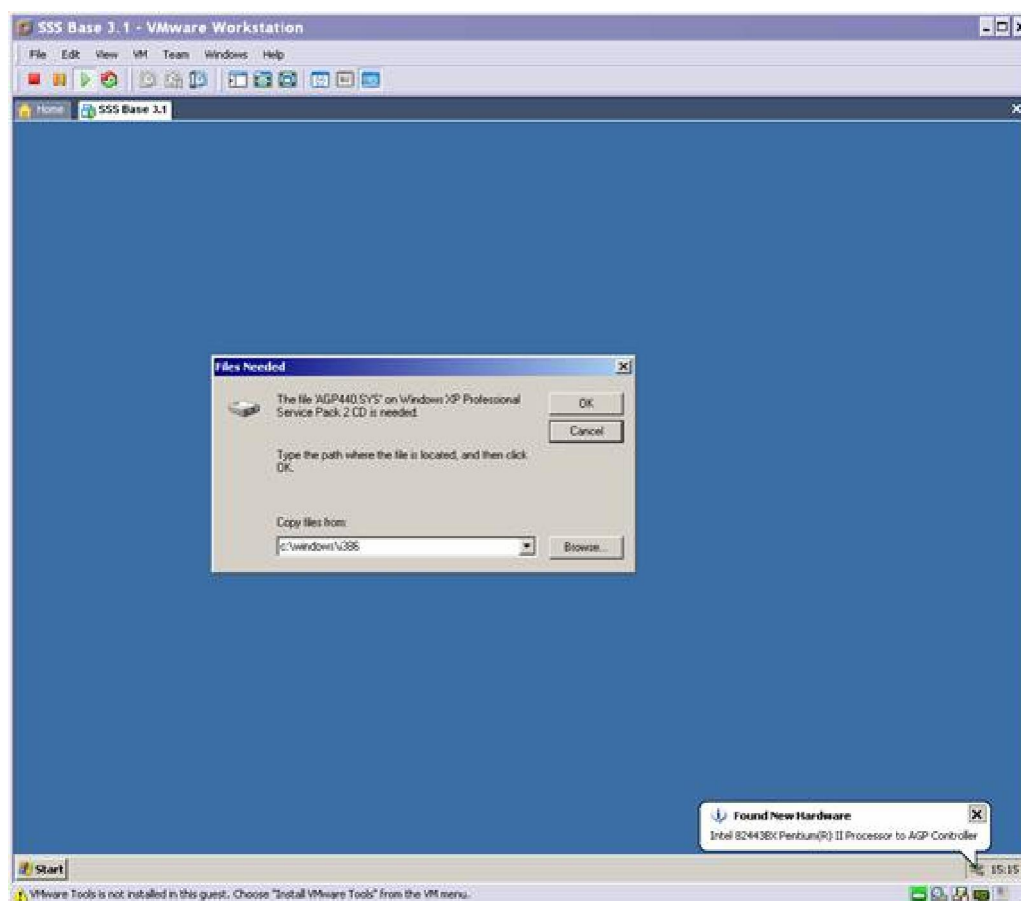 SSS Base 3.1 - VMware Workstation
File Edit View VM Team Windows Help
Home SSS Base 3.1
Files Needed
The file 'AGP440.SYS' on Windows XP Professional
Service Pack 2 CD is needed.
Type the path where the file is located, and then click
OK.
OK
Cancel
Copy files from:
c:\windows\i386
Browse...
Found New Hardware
Intel 82443BX Pentium(R) II Processor to AGP Controller
Start
15:15
VMware Tools is not installed in this guest. Choose "Install VMware Tools" from the VM menu.